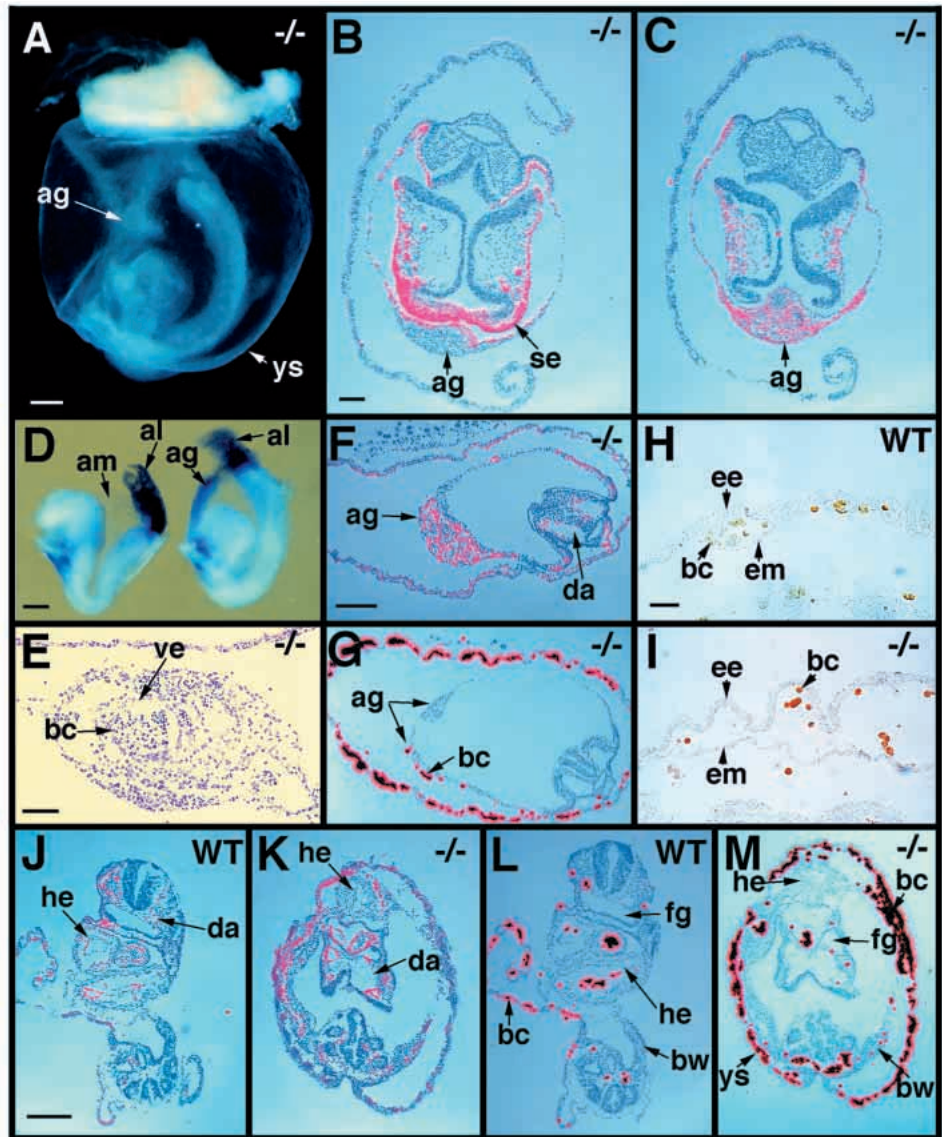 A -/-
ag
ys
B -/-
ag
se
C -/-
ag
D
am
al
ag
al
E -/-
ve
bc
F -/-
ag
da
G -/-
ag
bc
H WT
ee
bc
em
I -/-
ee
bc
em
J WT
he
da
K -/-
he
da
L WT
fg
he
bc
bw
M -/-
he
bc
fg
ys
bw